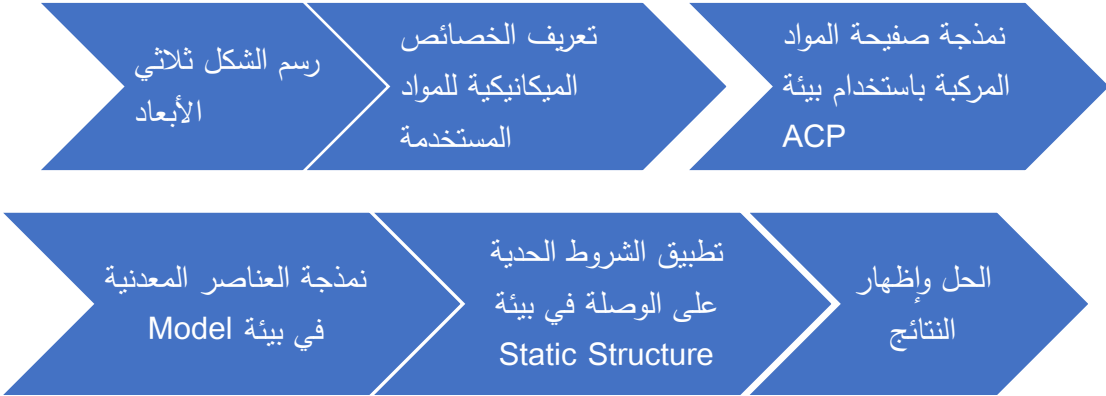 رسم الشكل ثلاثي
الأبعاد
تعريف الخصائص
الميكانيكية للمواد
المستخدمة
نمذجة صفيحة المواد
المركبة باستخدام بيئة
ACP
نمذجة العناصر المعدنية
في بيئة Model
تطبيق الشروط الحدية
على الوصلة في بيئة
Static Structure
الحل وإظهار
النتائج